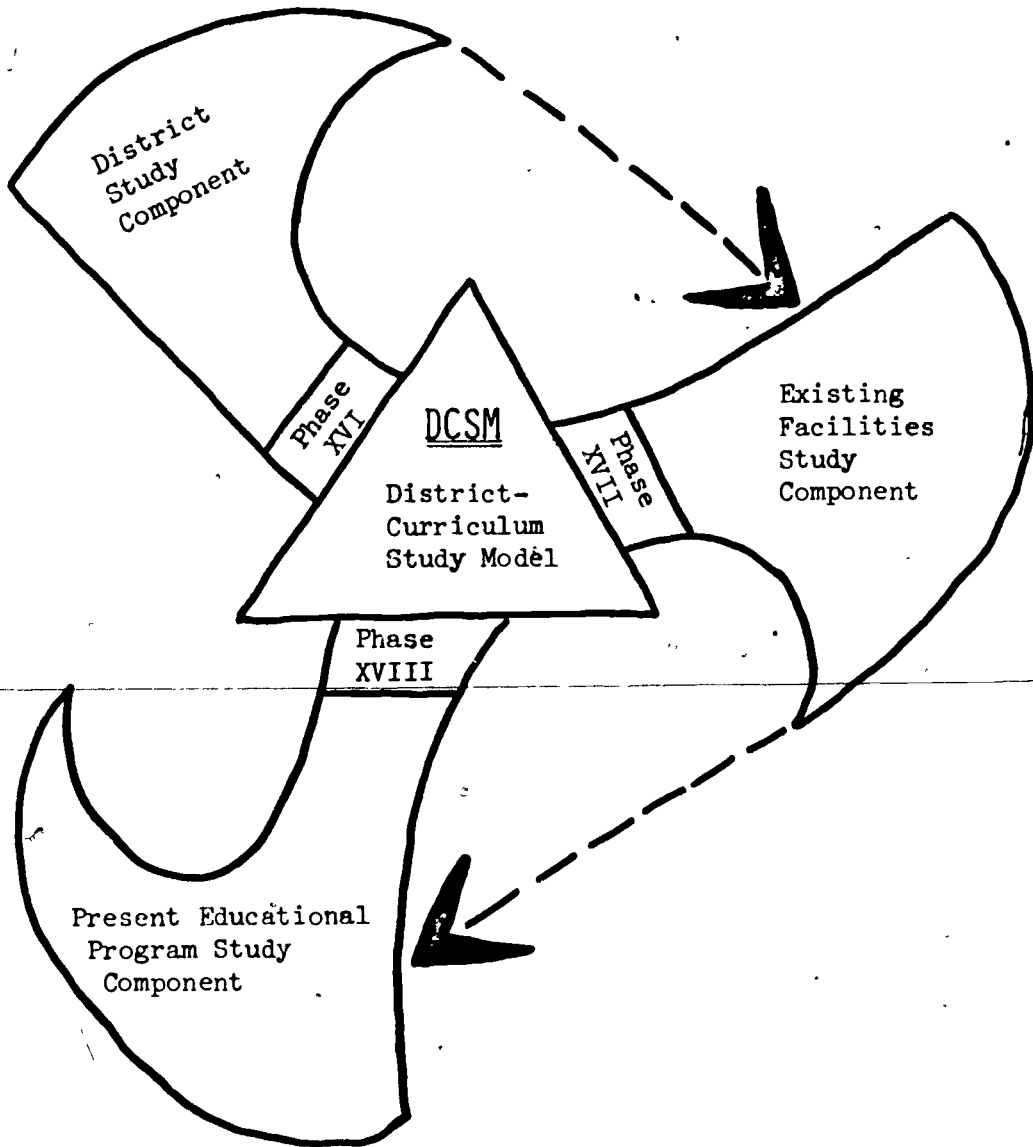 District
Study
Component
Phase
XVI
DCSM
District-
Curriculum
Study Model
Phase
XVII
Existing
Facilities
Study
Component
Phase
XVIII
Present Educational
Program Study
Component